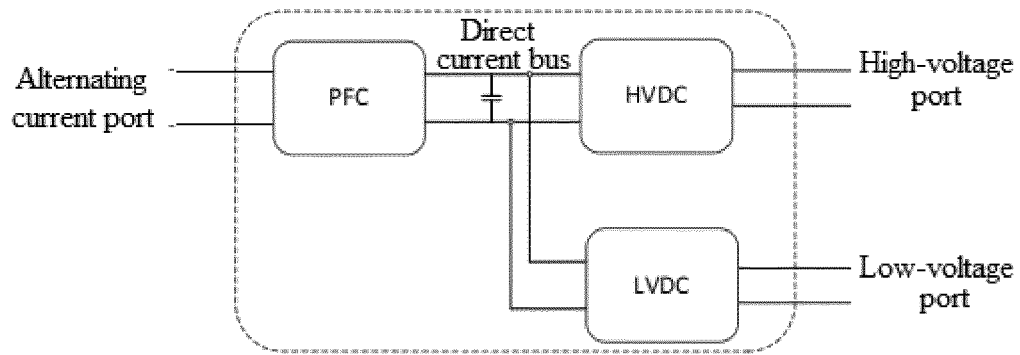 Alternating
current port
PFC
Direct
current bus
HVDC
High-voltage
port
LVDC
Low-voltage
port